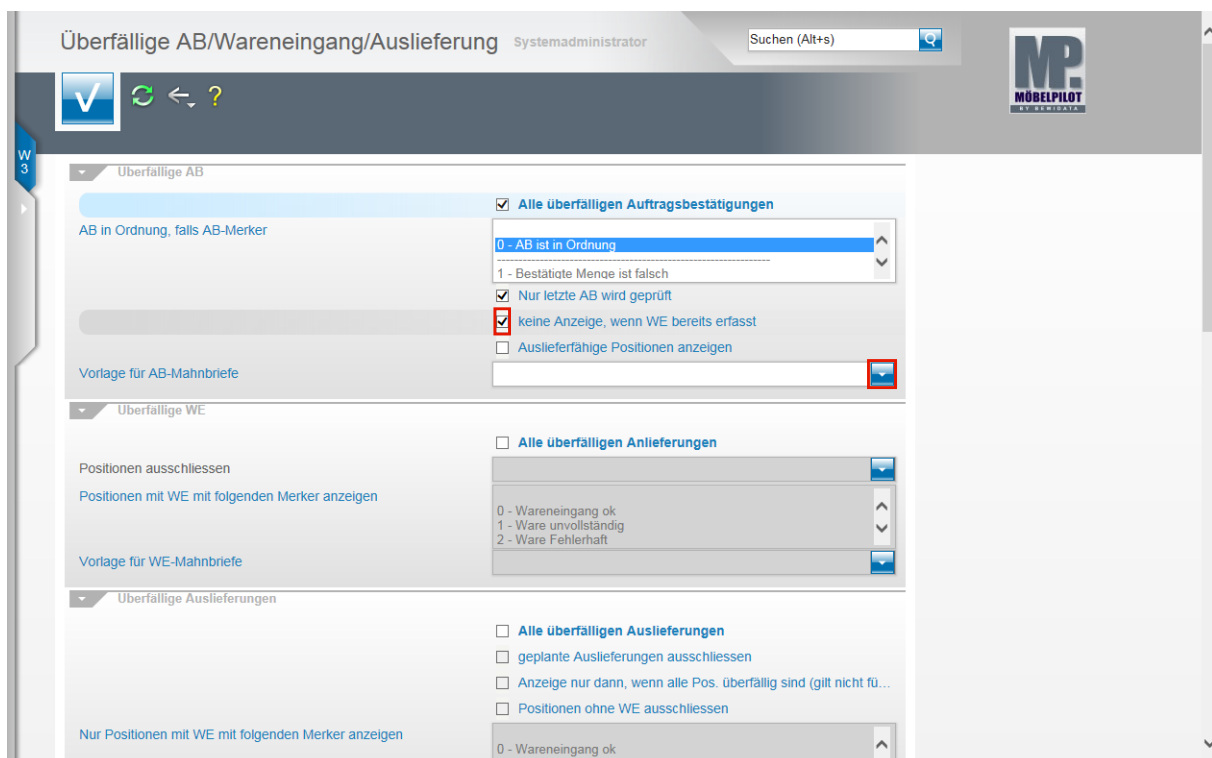 Überfällige AB/Wareneingang/Auslieferung Systemadministrator Suchen (Alt+s)
MP.
MÖBELPILOT
BY BEWIDATA
√ ?
W
3
Überfällige AB
Alle überfälligen Auftragsbestätigungen
AB in Ordnung, falls AB-Merker
0 - AB ist in Ordnung
----------------------------------------------------------------
1 - Bestätigte Menge ist falsch
Nur letzte AB wird geprüft
keine Anzeige, wenn WE bereits erfasst
Auslieferfähige Positionen anzeigen
Vorlage für AB-Mahnbriefe
Überfällige WE
Alle überfälligen Anlieferungen
Positionen ausschliessen
Positionen mit WE mit folgenden Merker anzeigen
0 - Wareneingang ok
1 - Ware unvollständig
2 - Ware Fehlerhaft
Vorlage für WE-Mahnbriefe
Überfällige Auslieferungen
Alle überfälligen Auslieferungen
geplante Auslieferungen ausschliessen
Anzeige nur dann, wenn alle Pos. überfällig sind (gilt nicht fü...
Positionen ohne WE ausschliessen
Nur Positionen mit WE mit folgenden Merker anzeigen
0 - Wareneingang ok